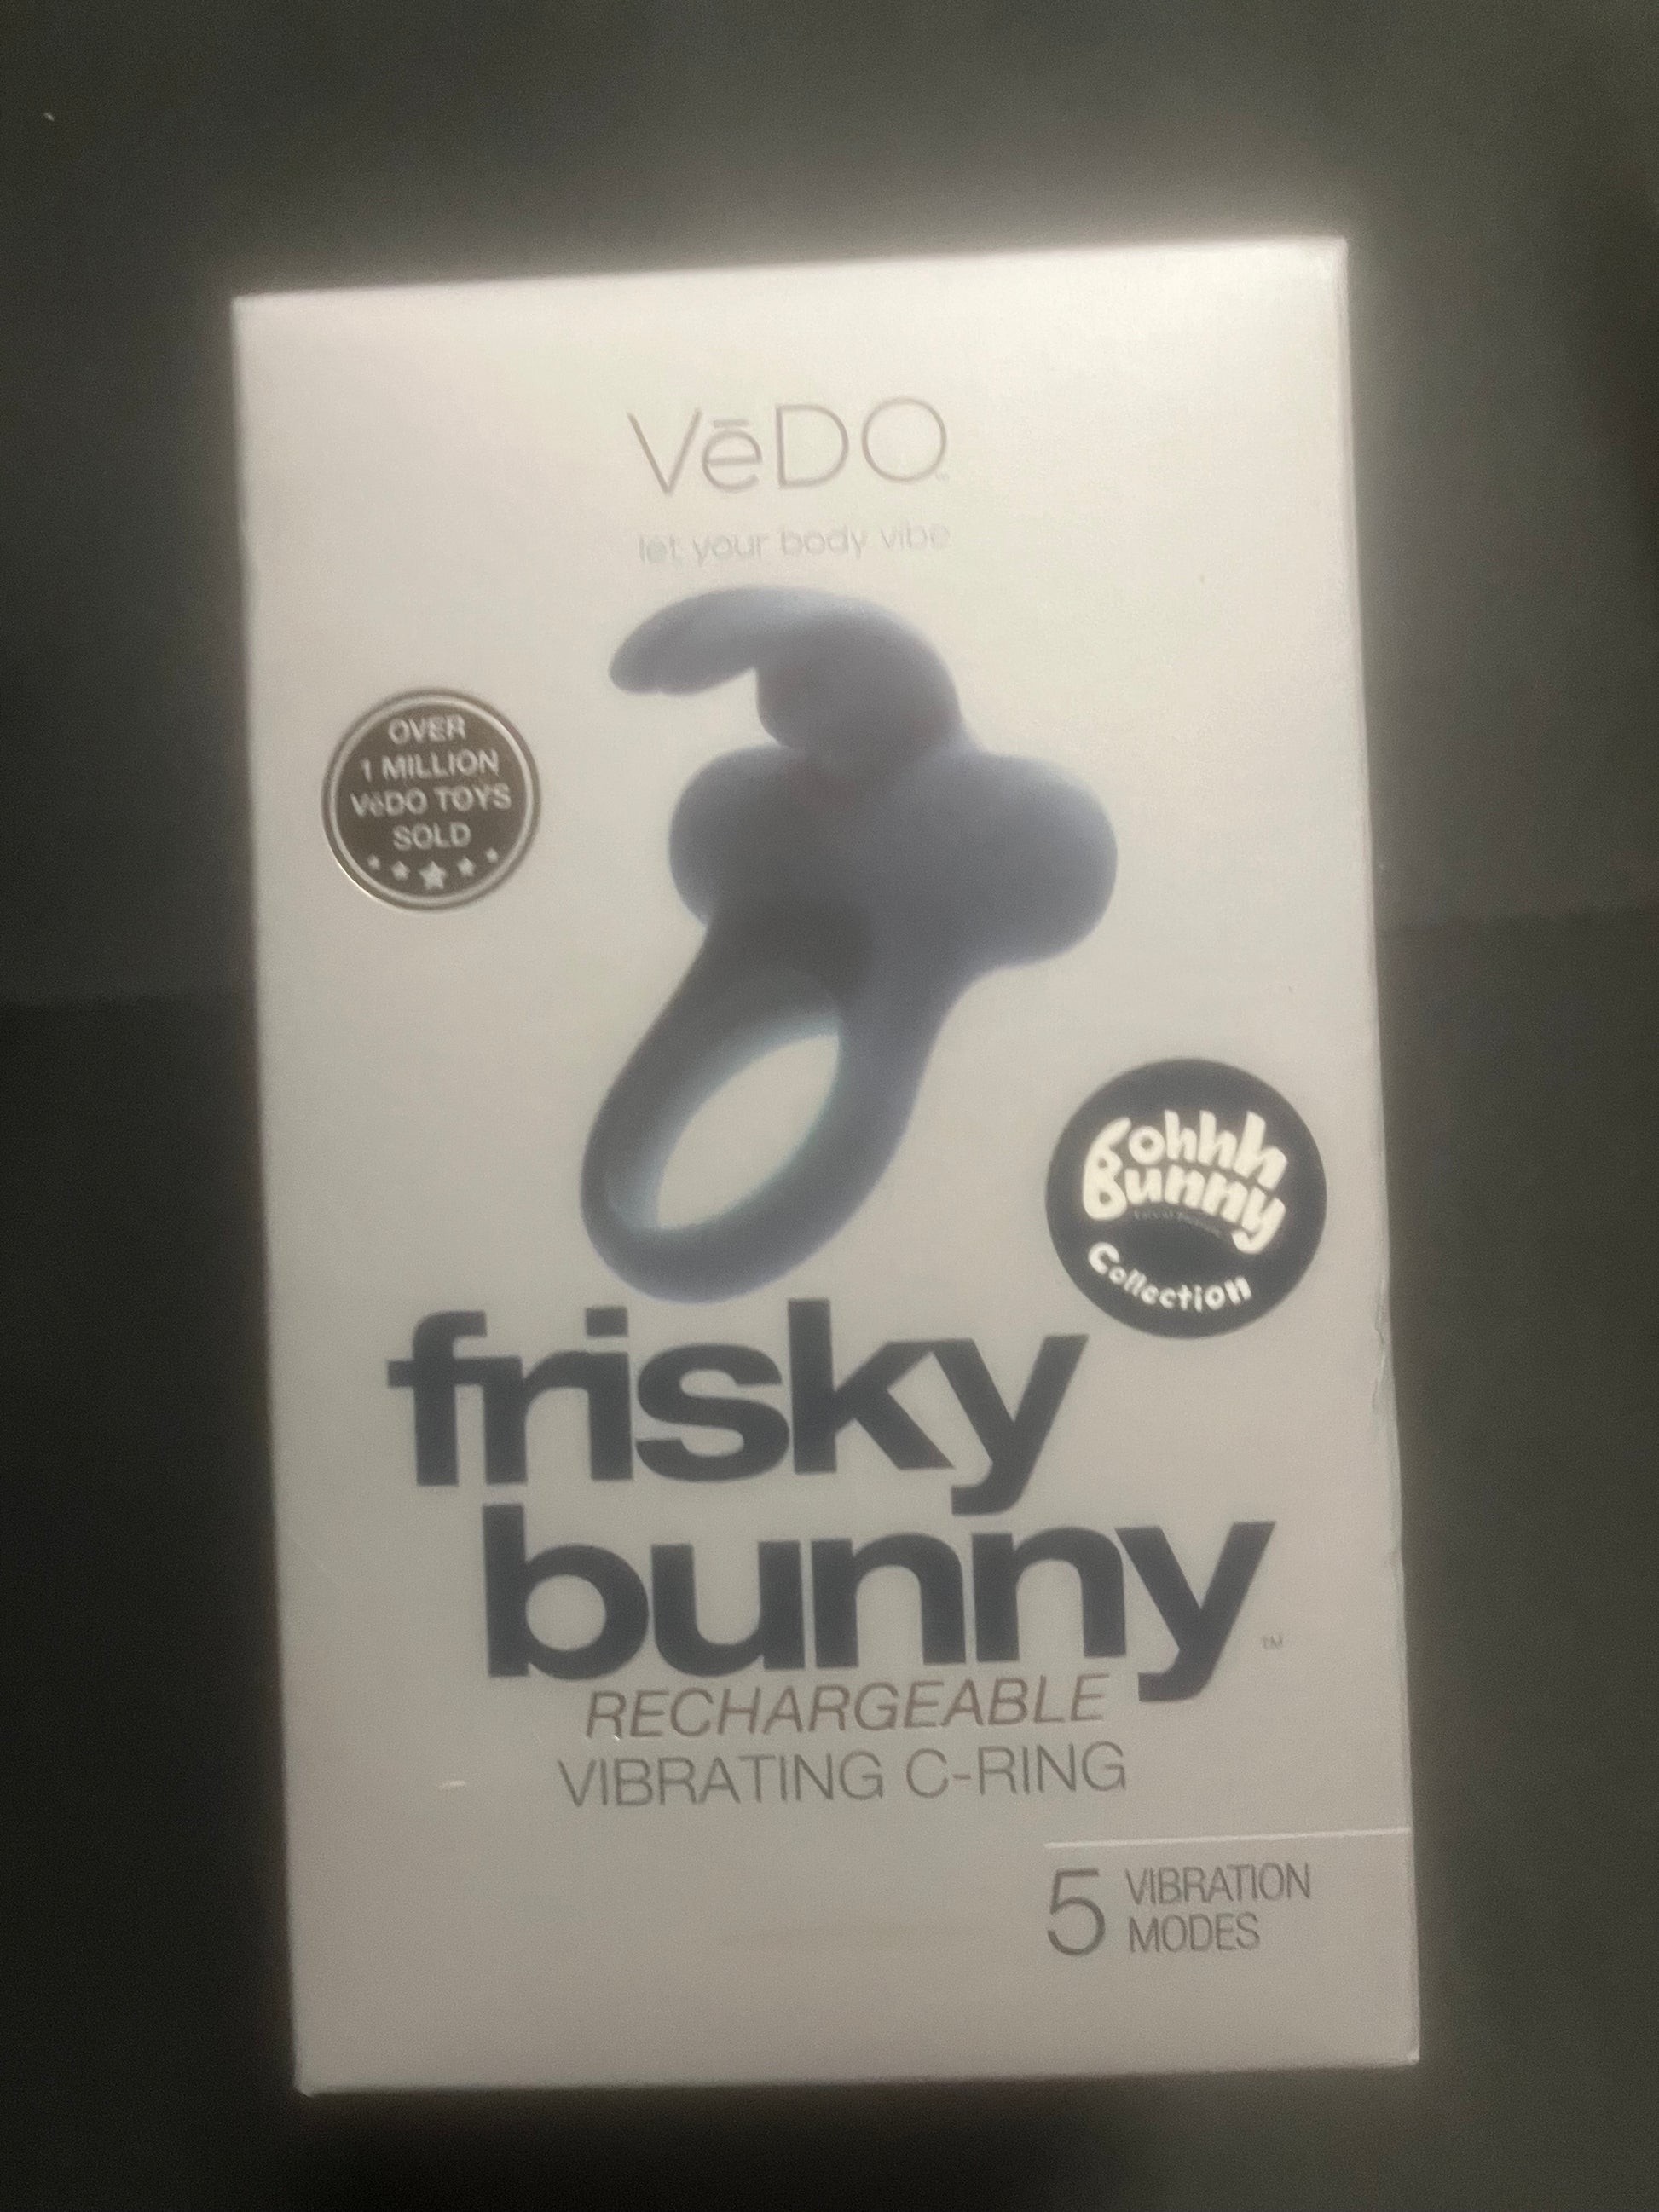 VēDO
let your body vibe
OVER
1 MILLION
VēDO TOYS
SOLD
ohhh
Bunny
Collection
frisky
bunny™
RECHARGEABLE
VIBRATING C-RING
5 VIBRATION
MODES